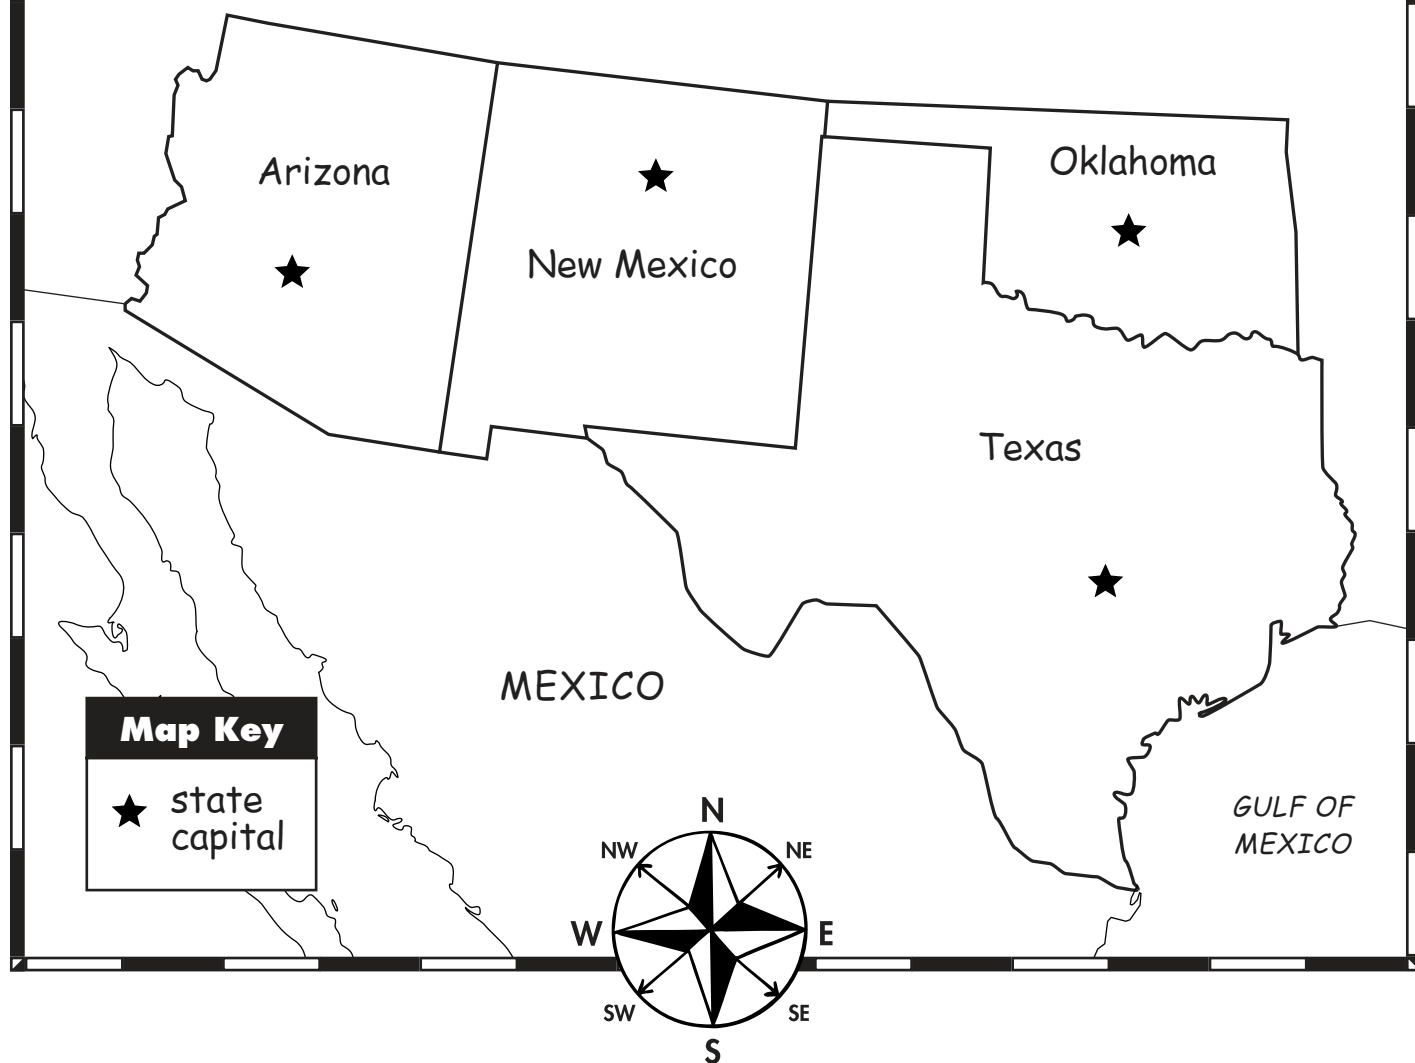 Arizona
Oklahoma
New Mexico
Texas
MEXICO
Map Key
state
capital
GULF OF
MEXICO
N
NW
NE
W
E
SW
SE
S